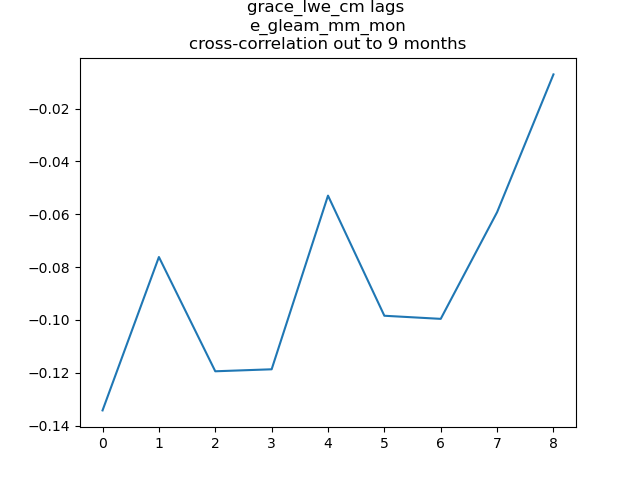 grace_lwe_cm lags
e_gleam_mm_mon
cross-correlation out to 9 months
−0.02
−0.04
−0.06
−0.08
−0.10
−0.12
−0.14
0 1 2 3 4 5 6 7 8